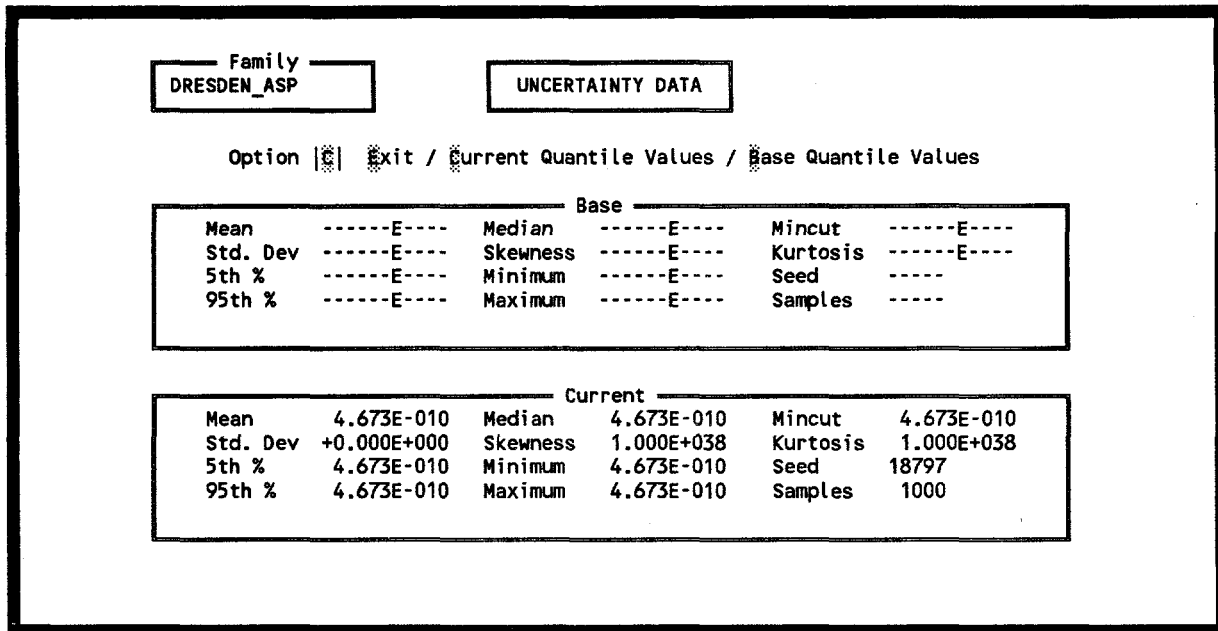 Family
DRESDEN_ASP
UNCERTAINTY DATA
Option |C| Exit / Current Quantile Values / Base Quantile Values
Base
Mean ------E---- Median ------E---- Mincut ------E----
Std. Dev ------E---- Skewness ------E---- Kurtosis ------E----
5th % ------E---- Minimum ------E---- Seed -----
95th % ------E---- Maximum ------E---- Samples -----
Current
Mean 4.673E-010 Median 4.673E-010 Mincut 4.673E-010
Std. Dev +0.000E+000 Skewness 1.000E+038 Kurtosis 1.000E+038
5th % 4.673E-010 Minimum 4.673E-010 Seed 18797
95th % 4.673E-010 Maximum 4.673E-010 Samples 1000